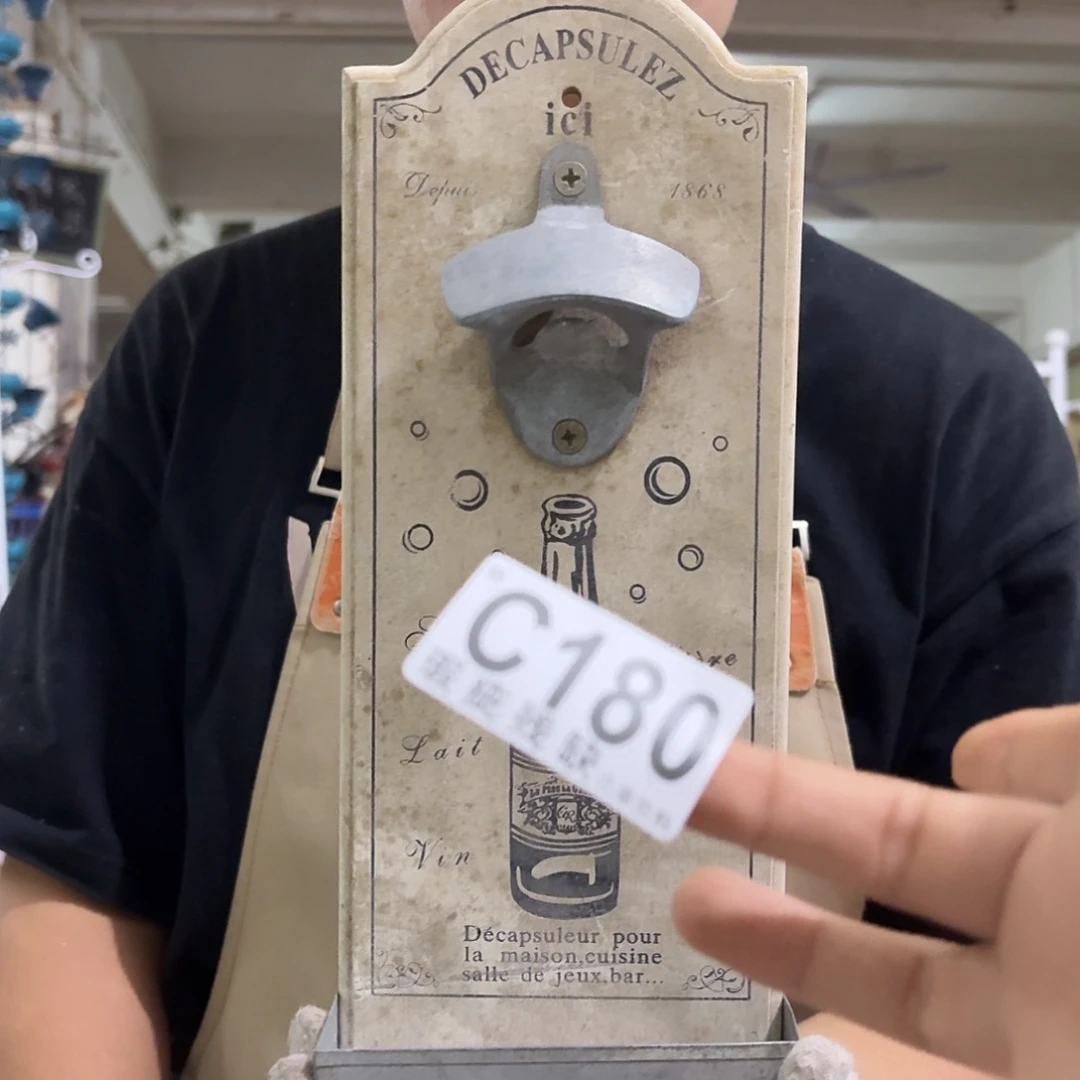 DECAPSULEZ
ici
Depuis 1868
C180
Lait
Vin
Décapsuleur pour
la maison,cuisine
salle de jeux,bar...